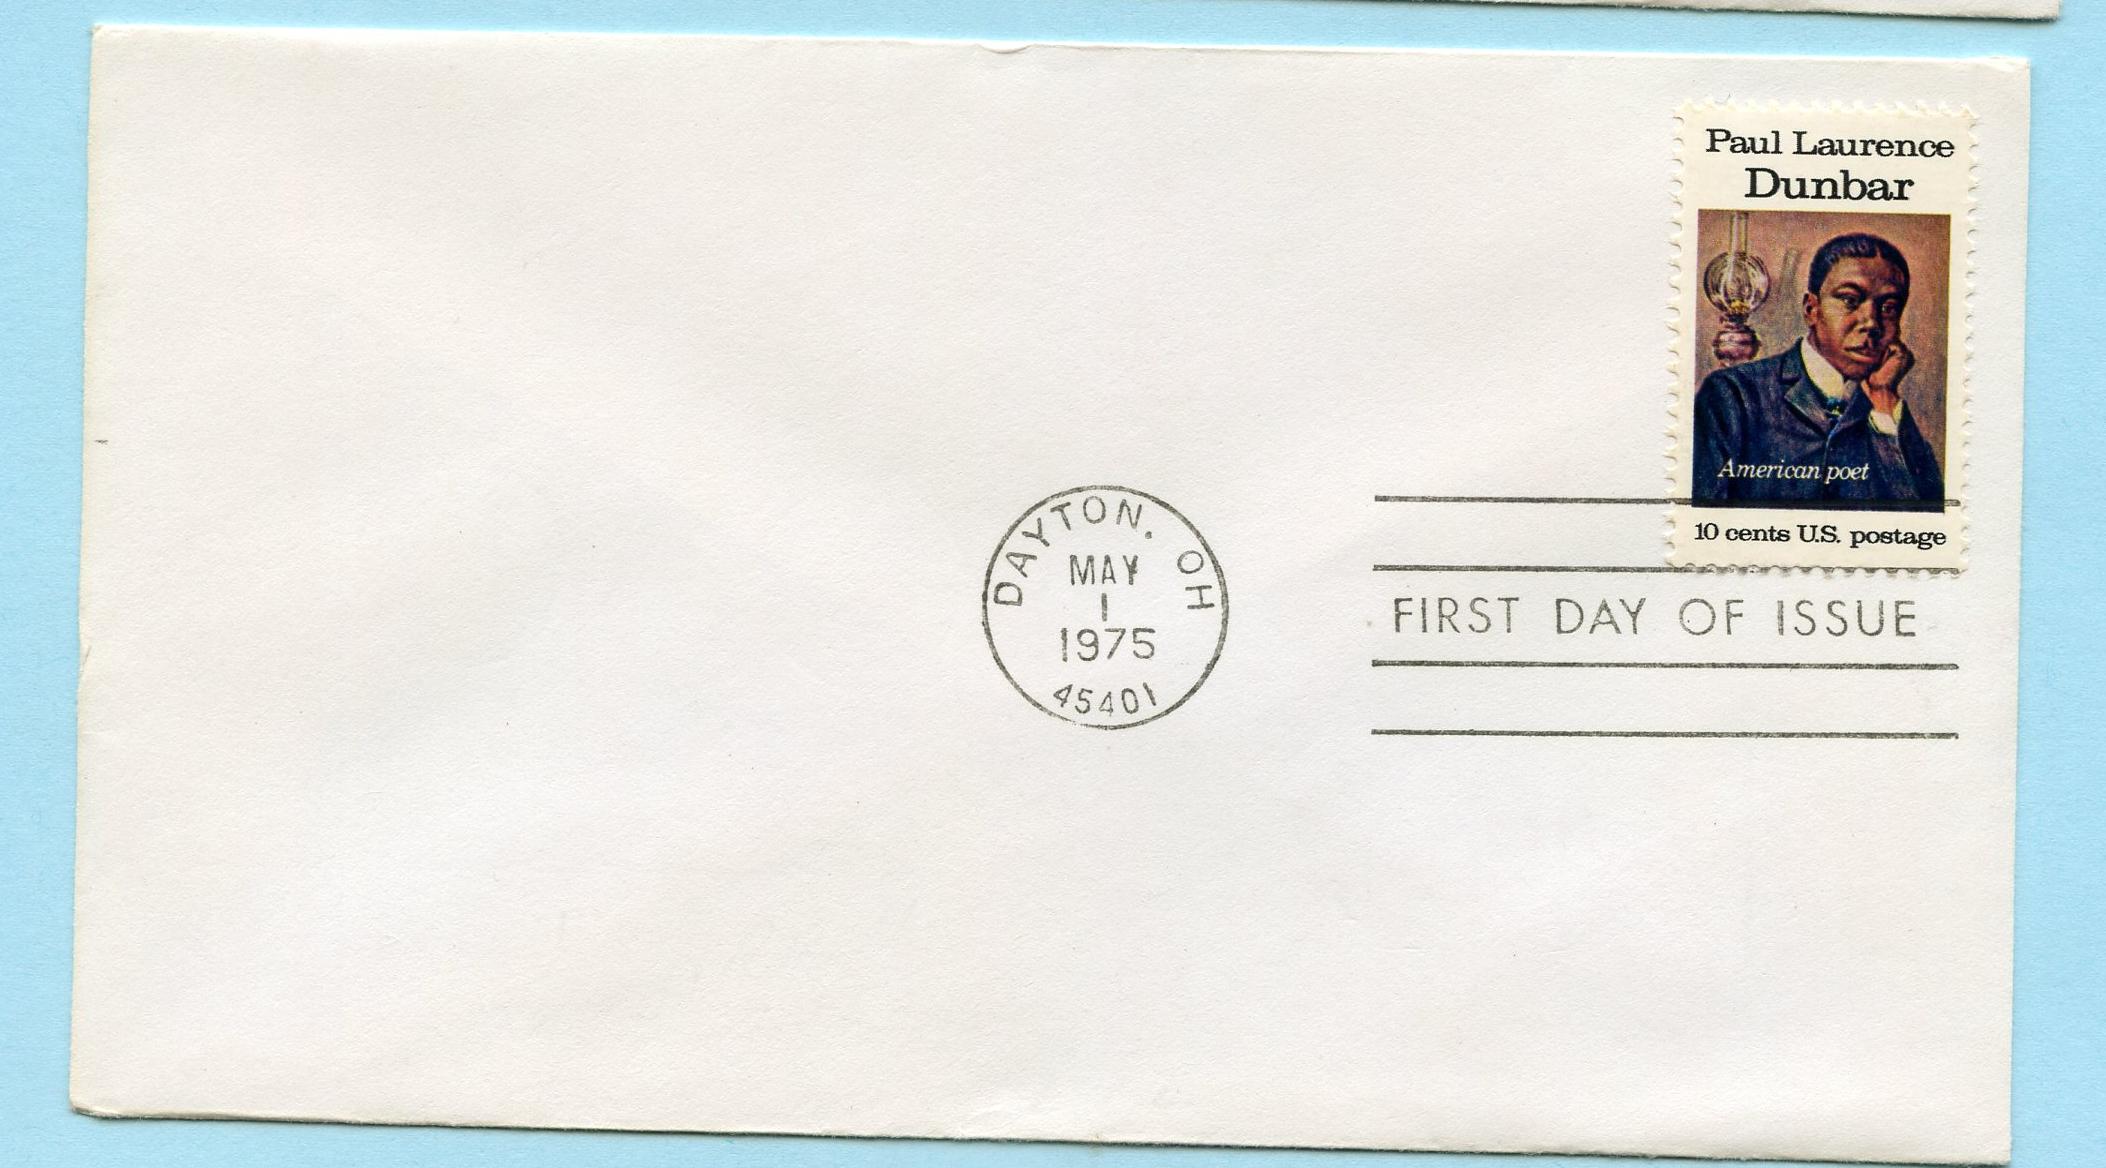 Paul Laurence
Dunbar
American poet
10 cents U.S. postage
DAYTON, OH
MAY
1
1975
45401
FIRST DAY OF ISSUE